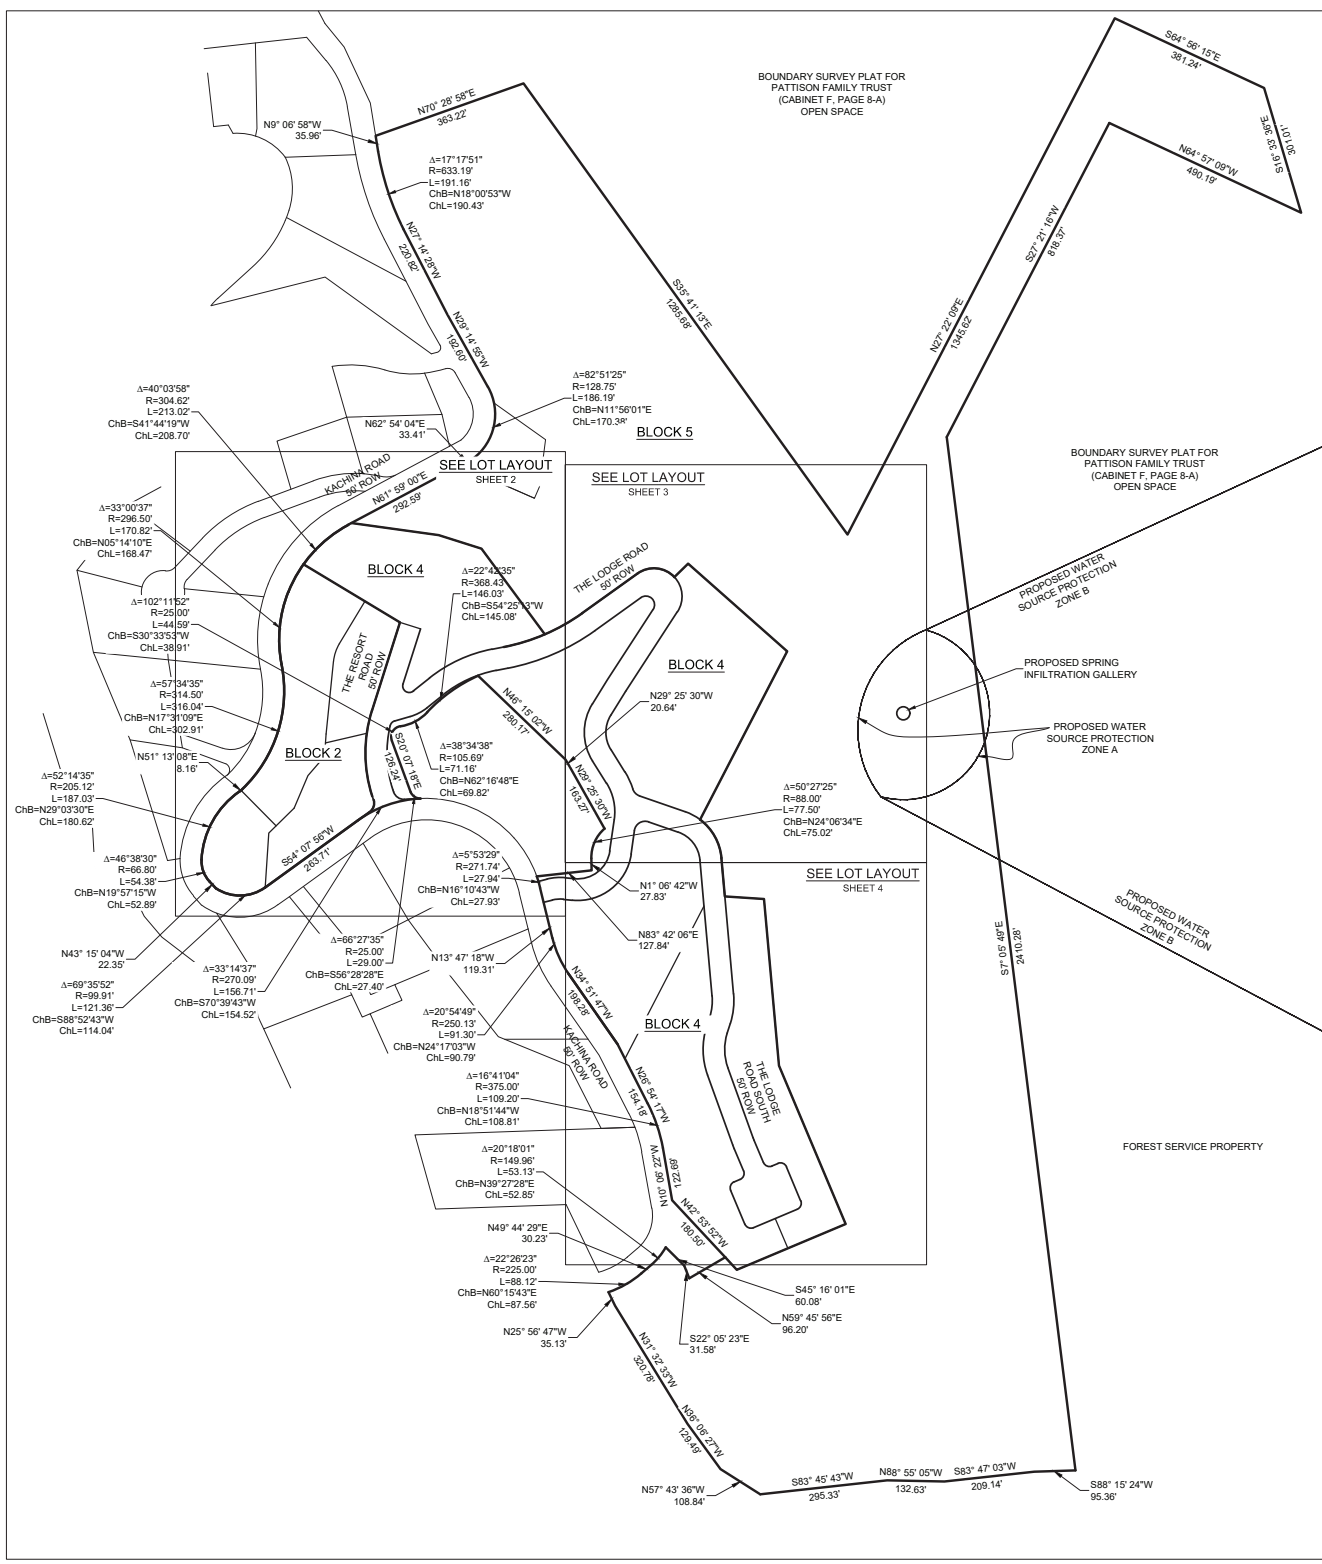 BOUNDARY SURVEY PLAT FOR
PATTISON FAMILY TRUST
(CABINET F, PAGE 8-A)
OPEN SPACE
S64° 56' 15"E
381.24'
S16° 33' 36"E
301.01'
N64° 57' 09"W
490.19'
S27° 21' 16"W
818.37'
N27° 22' 09"E
1345.62'
N70° 28' 58"E
363.22'
N9° 06' 58"W
35.96'
Δ=17°17'51"
R=633.19'
L=191.16'
ChB=N18°00'53"W
ChL=190.43'
N27° 14' 28"W
220.82'
S35° 41' 13"E
1285.68'
N29° 14' 55"W
192.60'
Δ=82°51'25"
R=128.75'
L=186.19'
ChB=N11°56'01"E
ChL=170.38'
BLOCK 5
Δ=40°03'58"
R=304.62'
L=213.02'
ChB=S41°44'19"W
ChL=208.70'
N62° 54' 04"E
33.41'
KACHINA ROAD
50' ROW
N61° 59' 00"E
292.59'
SEE LOT LAYOUT
SHEET 2
SEE LOT LAYOUT
SHEET 3
BOUNDARY SURVEY PLAT FOR
PATTISON FAMILY TRUST
(CABINET F, PAGE 8-A)
OPEN SPACE
Δ=33°00'37"
R=296.50'
L=170.82'
ChB=N05°14'10"E
ChL=168.47'
BLOCK 4
Δ=22°42'35"
R=368.43'
L=146.03'
ChB=S54°25'13"W
ChL=145.08'
THE LODGE ROAD
50' ROW
PROPOSED WATER
SOURCE PROTECTION
ZONE B
Δ=102°11'52"
R=25.00'
L=44.59'
ChB=S30°33'53"W
ChL=38.91'
THE RESORT
ROAD
50' ROW
BLOCK 4
PROPOSED SPRING
INFILTRATION GALLERY
Δ=57°34'35"
R=314.50'
L=316.04'
ChB=N17°31'09"E
ChL=302.91'
N46° 15' 02"W
280.17'
N29° 25' 30"W
20.64'
PROPOSED WATER
SOURCE PROTECTION
ZONE A
N51° 13' 08"E
8.16'
BLOCK 2
S20° 07' 18"E
126.24'
Δ=38°34'38"
R=105.69'
L=71.16'
ChB=N62°16'48"E
ChL=69.82'
N29° 25' 30"W
163.27'
Δ=52°14'35"
R=205.12'
L=187.03'
ChB=N29°03'30"E
ChL=180.62'
Δ=50°27'25"
R=88.00'
L=77.50'
ChB=N24°06'34"E
ChL=75.02'
S54° 07' 56"W
263.71'
Δ=46°38'30"
R=66.80'
L=54.38'
ChB=N19°57'15"W
ChL=52.89'
Δ=5°53'29"
R=271.74'
L=27.94'
ChB=N16°10'43"W
ChL=27.93'
N1° 06' 42"W
27.83'
SEE LOT LAYOUT
SHEET 4
N83° 42' 06"E
127.84'
PROPOSED WATER
SOURCE PROTECTION
ZONE B
N43° 15' 04"W
22.35'
Δ=66°27'35"
R=25.00'
L=29.00'
ChB=S56°28'28"E
ChL=27.40'
N13° 47' 18"W
119.31'
S7° 05' 49"E
2410.28'
Δ=33°14'37"
R=270.09'
L=156.71'
ChB=S70°39'43"W
ChL=154.52'
Δ=69°35'52"
R=99.91'
L=121.36'
ChB=S88°52'43"W
ChL=114.04'
N34° 51' 47"W
198.28'
Δ=20°54'49"
R=250.13'
L=91.30'
ChB=N24°17'03"W
ChL=90.79'
KACHINA ROAD
50' ROW
BLOCK 4
Δ=16°41'04"
R=375.00'
L=109.20'
ChB=N18°51'44"W
ChL=108.81'
N26° 54' 17"W
154.18'
THE LODGE
ROAD SOUTH
50' ROW
Δ=20°18'01"
R=149.96'
L=53.13'
ChB=N39°27'28"E
ChL=52.85'
N10° 06' 22"W
122.69'
FOREST SERVICE PROPERTY
N49° 44' 29"E
30.23'
N42° 53' 52"W
180.50'
Δ=22°26'23"
R=225.00'
L=88.12'
ChB=N60°15'43"E
ChL=87.56'
S45° 16' 01"E
60.08'
N59° 45' 56"E
96.20'
N25° 56' 47"W
35.13'
S22° 05' 23"E
31.58'
N31° 32' 33"W
320.78'
N36° 06' 27"W
129.49'
N57° 43' 36"W
108.84'
S83° 45' 43"W
295.33'
N88° 55' 05"W
132.63'
S83° 47' 03"W
209.14'
S88° 15' 24"W
95.36'